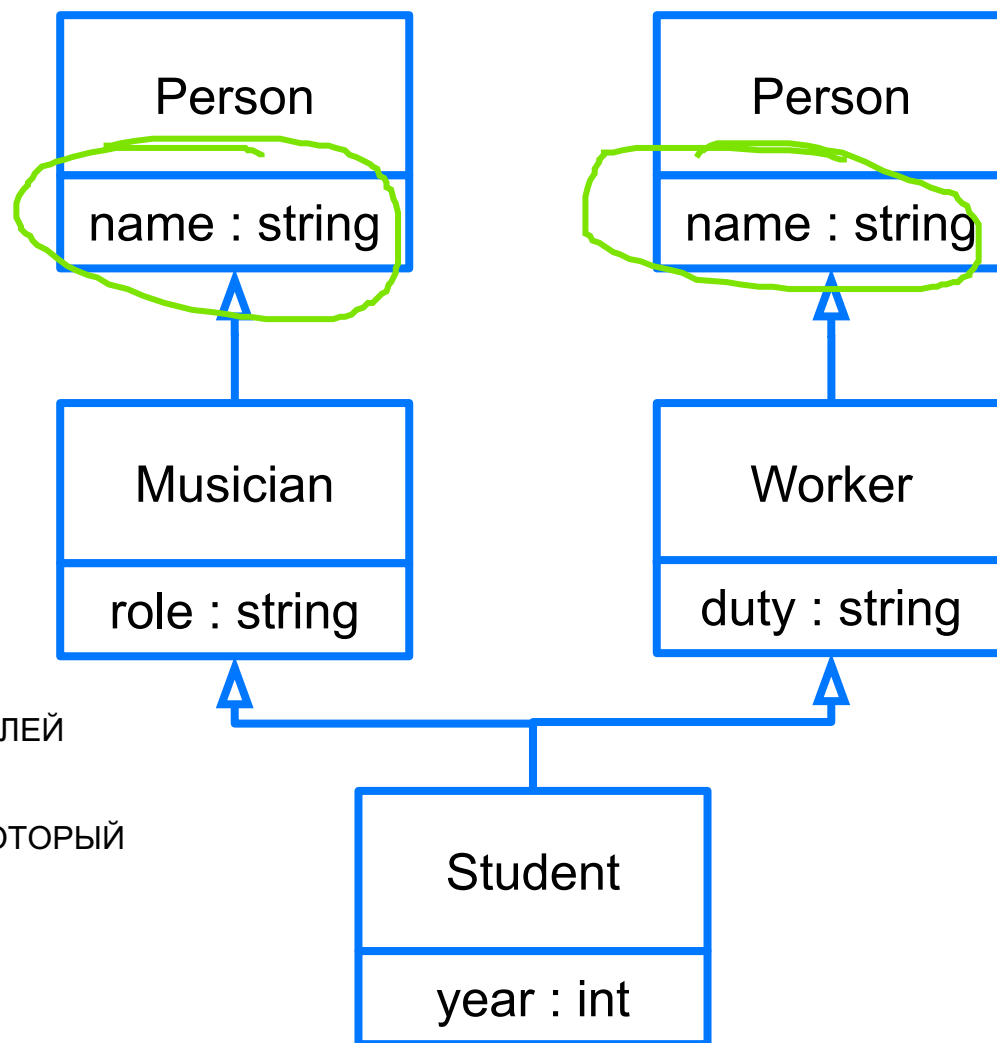 Person
name : string
Person
name : string
Musician
role : string
Worker
duty : string
ЛЕЙ
ОТОРЫЙ
Student
year : int